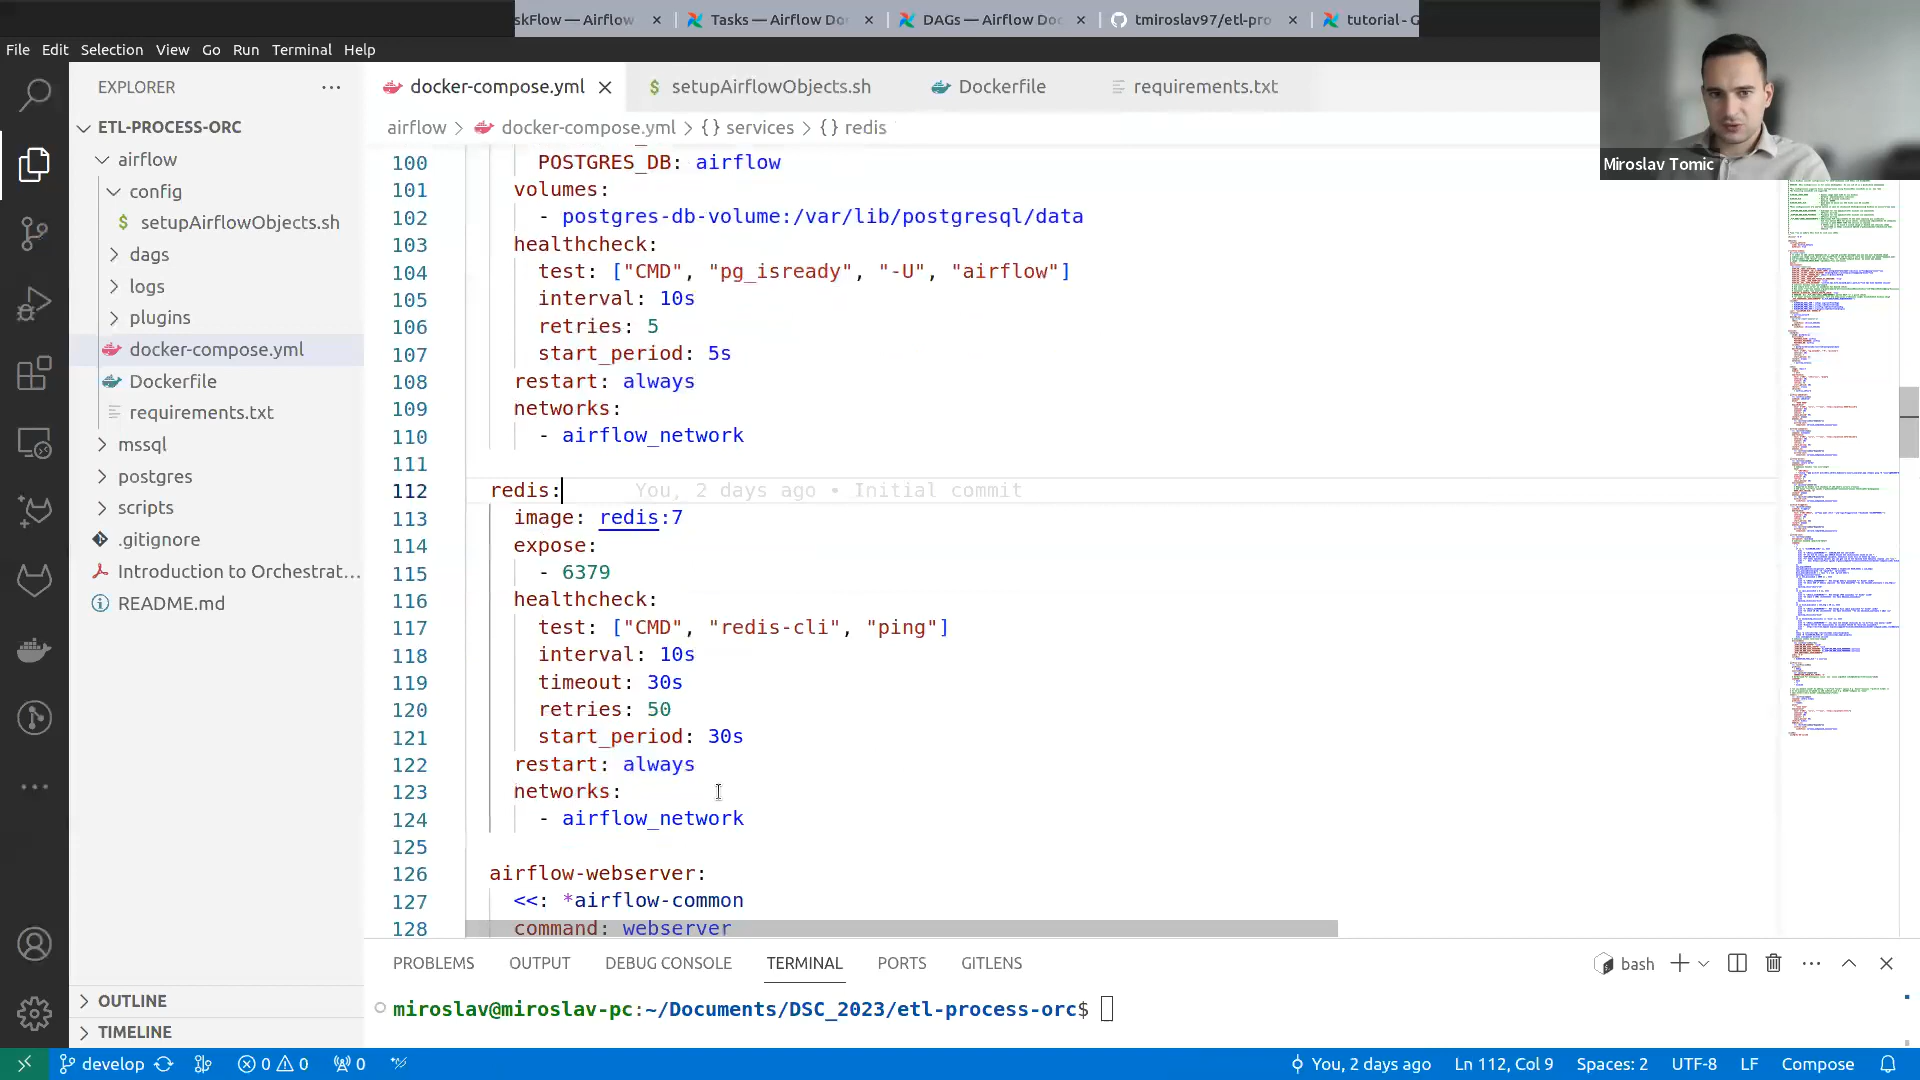 skFlow — Airflow
Tasks — Airflow Do
DAGs — Airflow Doc
tmiroslav97/etl-pro
tutorial - G
File Edit Selection View Go Run Terminal Help
EXPLORER
docker-compose.yml
setupAirflowObjects.sh
Dockerfile
requirements.txt
airflow > docker-compose.yml > {} services > {} redis
ETL-PROCESS-ORC
airflow
config
setupAirflowObjects.sh
dags
logs
plugins
docker-compose.yml
Dockerfile
requirements.txt
mssql
postgres
scripts
.gitignore
Introduction to Orchestrat...
README.md
OUTLINE
TIMELINE
Miroslav Tomic
100 POSTGRES_DB: airflow
101 volumes:
102 - postgres-db-volume:/var/lib/postgresql/data
103 healthcheck:
104 test: ["CMD", "pg_isready", "-U", "airflow"]
105 interval: 10s
106 retries: 5
107 start_period: 5s
108 restart: always
109 networks:
110 - airflow_network
111
112 redis: You, 2 days ago • Initial commit
113 image: redis:7
114 expose:
115 - 6379
116 healthcheck:
117 test: ["CMD", "redis-cli", "ping"]
118 interval: 10s
119 timeout: 30s
120 retries: 50
121 start_period: 30s
122 restart: always
123 networks:
124 - airflow_network
125
126 airflow-webserver:
127 <<: *airflow-common
128 command: webserver
PROBLEMS OUTPUT DEBUG CONSOLE TERMINAL PORTS GITLENS
bash
miroslav@miroslav-pc:~/Documents/DSC_2023/etl-process-orc$
develop 0 0 0
You, 2 days ago Ln 112, Col 9 Spaces: 2 UTF-8 LF Compose